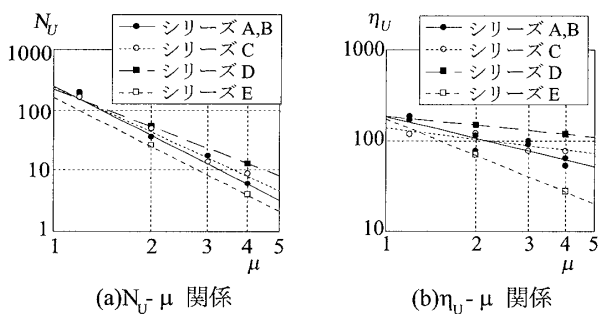 N_U
シリーズ A,B
シリーズ C
シリーズ D
シリーズ E
1000
100
10
1
1
2
3
4
5
μ
(a)N_U- μ 関係
η_U
シリーズ A,B
シリーズ C
シリーズ D
シリーズ E
1000
100
10
1
2
3
4
5
μ
(b)η_U- μ 関係